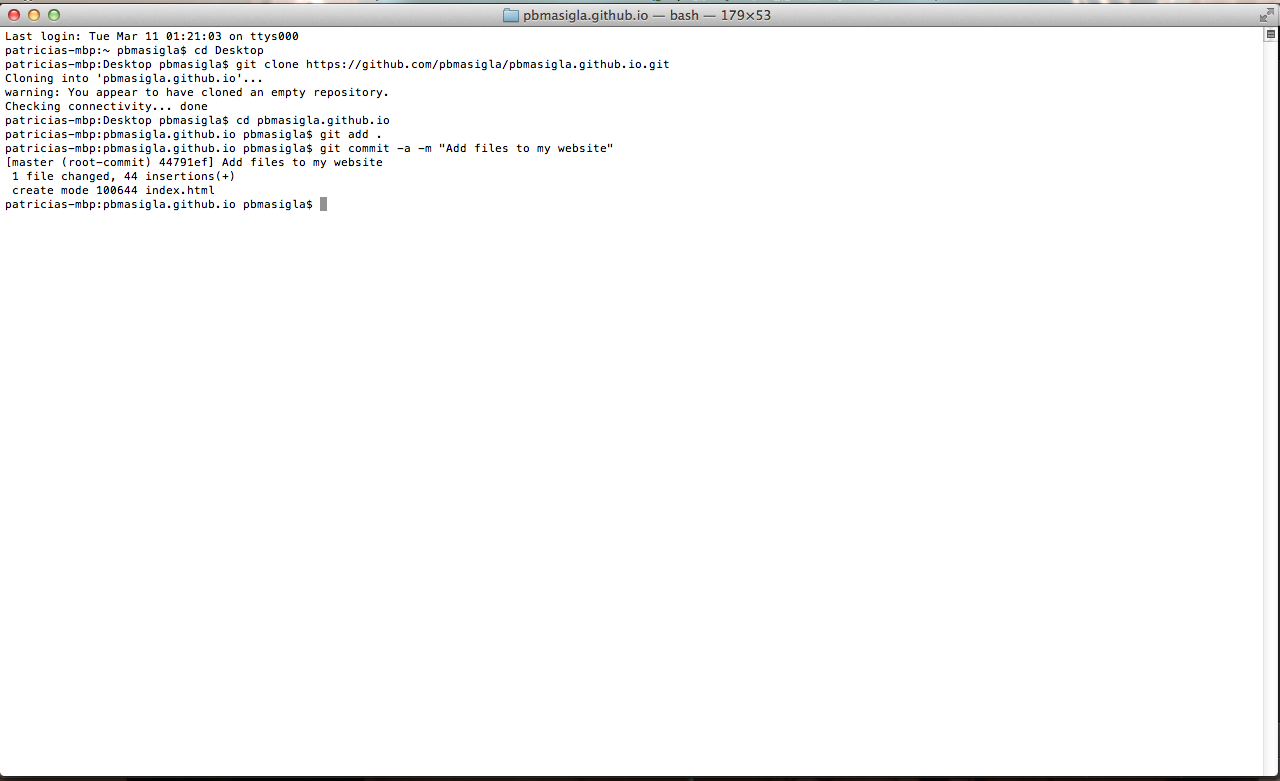 pbmasigla.github.io — bash — 179×53
Last login: Tue Mar 11 01:21:03 on ttys000
patricias-mbp:~ pbmasigla$ cd Desktop
patricias-mbp:Desktop pbmasigla$ git clone https://github.com/pbmasigla/pbmasigla.github.io.git
Cloning into 'pbmasigla.github.io'...
warning: You appear to have cloned an empty repository.
Checking connectivity... done
patricias-mbp:Desktop pbmasigla$ cd pbmasigla.github.io
patricias-mbp:pbmasigla.github.io pbmasigla$ git add .
patricias-mbp:pbmasigla.github.io pbmasigla$ git commit -a -m "Add files to my website"
[master (root-commit) 44791ef] Add files to my website
 1 file changed, 44 insertions(+)
 create mode 100644 index.html
patricias-mbp:pbmasigla.github.io pbmasigla$